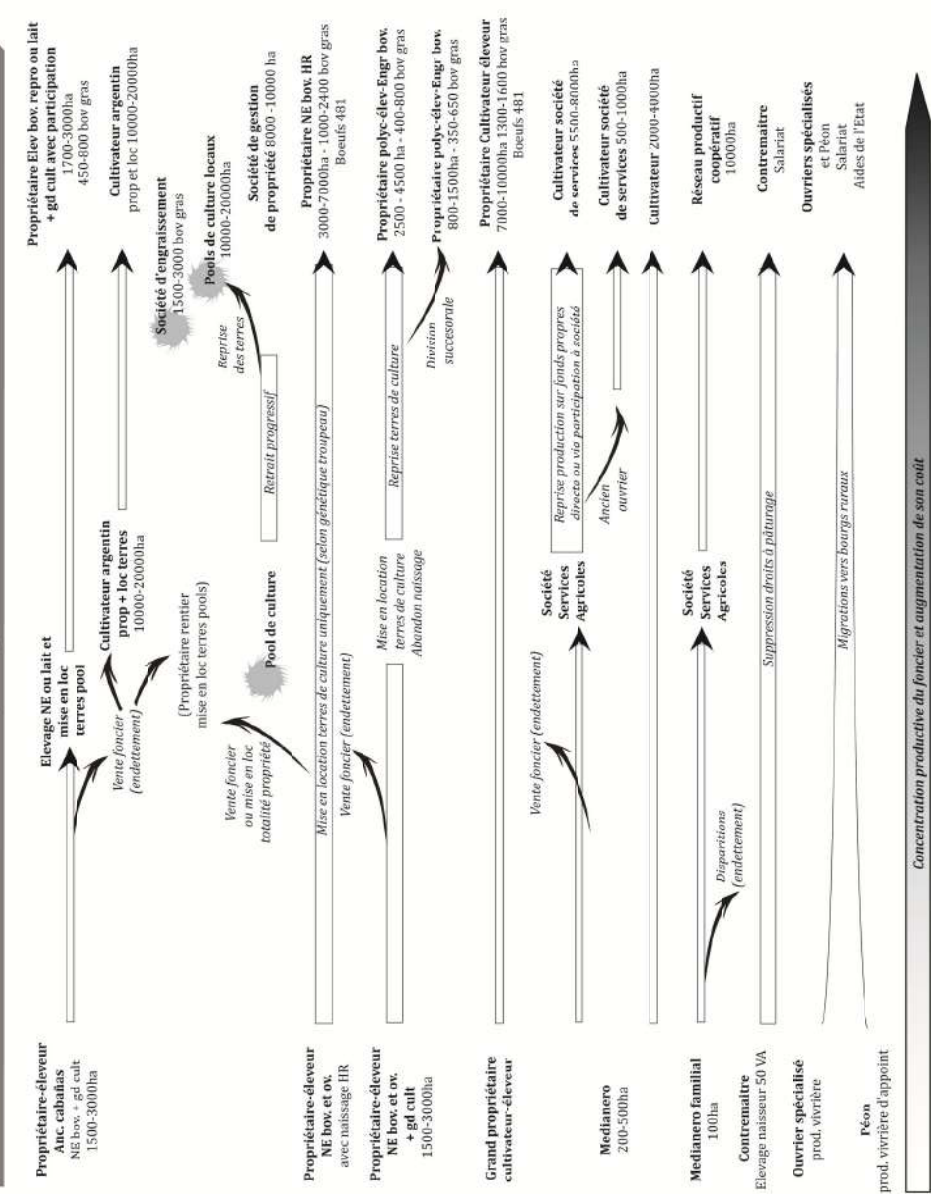 Propriétaire-éleveur
Anc. cabañas
NE bov. + gd cult
1500-3000ha
Elevage NE ou lait et
mise en loc
terres pool
Propriétaire Elev bov. repro ou lait
+ gd cult avec participation
1700-3000ha
450-800 bov gras
Vente foncier
(endettement)
Cultivateur argentin
prop + loc terres
10000-2000ha
Cultivateur argentin
prop et loc 10000-20000ha
(Propriétaire rentier
mise en loc terres pools)
Société d'engraissement
1500-3000 bov gras
Vente foncier
ou mise en loc
totalité propriété
Pool de culture
Retrait progressif
Reprise
des terres
Pools de culture locaux
10000-20000ha
Société de gestion
de propriété 8000 -10000 ha
Propriétaire-éleveur
NE bov. et ov.
avec naissage HR
Mise en location terres de culture uniquement (selon génétique troupeau)
Propriétaire NE bov. HR
3000-7000ha - 1000-2400 bov gras
Boeufs 481
Vente foncier (endettement)
Propriétaire-éleveur
NE bov. et ov.
+ gd cult
1500-3000ha
Mise en location
terres de culture
Abandon naissage
Reprise terres de culture
Propriétaire polyc-élev-Engr bov.
2500 - 4500 ha - 400-800 bov gras
Division
succesorale
Propriétaire polyc-élev-Engr bov.
800-1500ha - 350-650 bov gras
Grand propriétaire
cultivateur-éleveur
Propriétaire Cultivateur éleveur
7000-10000ha 1300-1600 bov gras
Boeufs 481
Vente foncier (endettement)
Medianero
200-500ha
Société
Services
Agricoles
Reprise production sur fonds propres
directe ou via participation à société
Cultivateur société
de services 5500-8000ha
Ancien
ouvrier
Cultivateur société
de services 500-1000ha
Cultivateur 2000-4000ha
Medianero familial
100ha
Disparitions
(endettement)
Société
Services
Agricoles
Réseau productif
coopératif
10000ha
Contremaitre
Elevage naisseur 50 VA
Suppression droits à pâturage
Contremaitre
Salariat
Ouvrier spécialisé
prod. vivrière
Péon
prod. vivrière d'appoint
Migrations vers bourgs ruraux
Ouvriers spécialisés
et Péon
Salariat
Aides de l'Etat
Concentration productive du foncier et augmentation de son coût